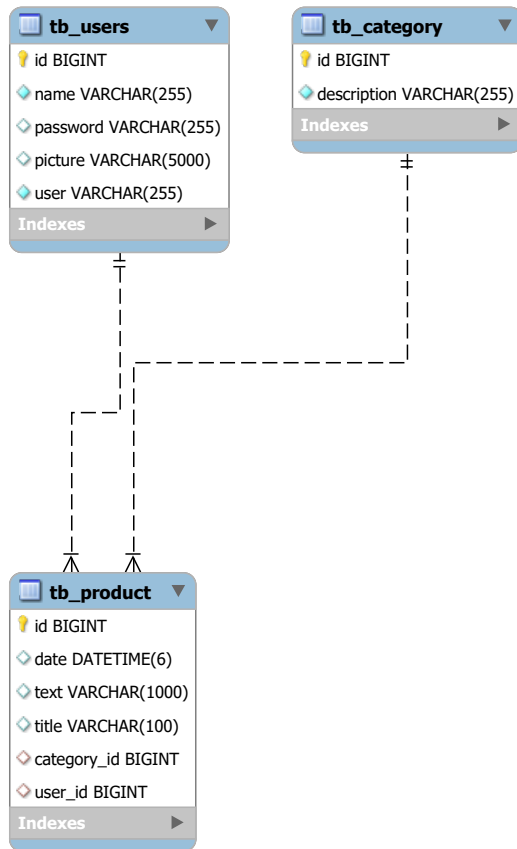 tb_users
id BIGINT
name VARCHAR(255)
password VARCHAR(255)
picture VARCHAR(5000)
user VARCHAR(255)
Indexes
tb_category
id BIGINT
description VARCHAR(255)
Indexes
tb_product
id BIGINT
date DATETIME(6)
text VARCHAR(1000)
title VARCHAR(100)
category_id BIGINT
user_id BIGINT
Indexes